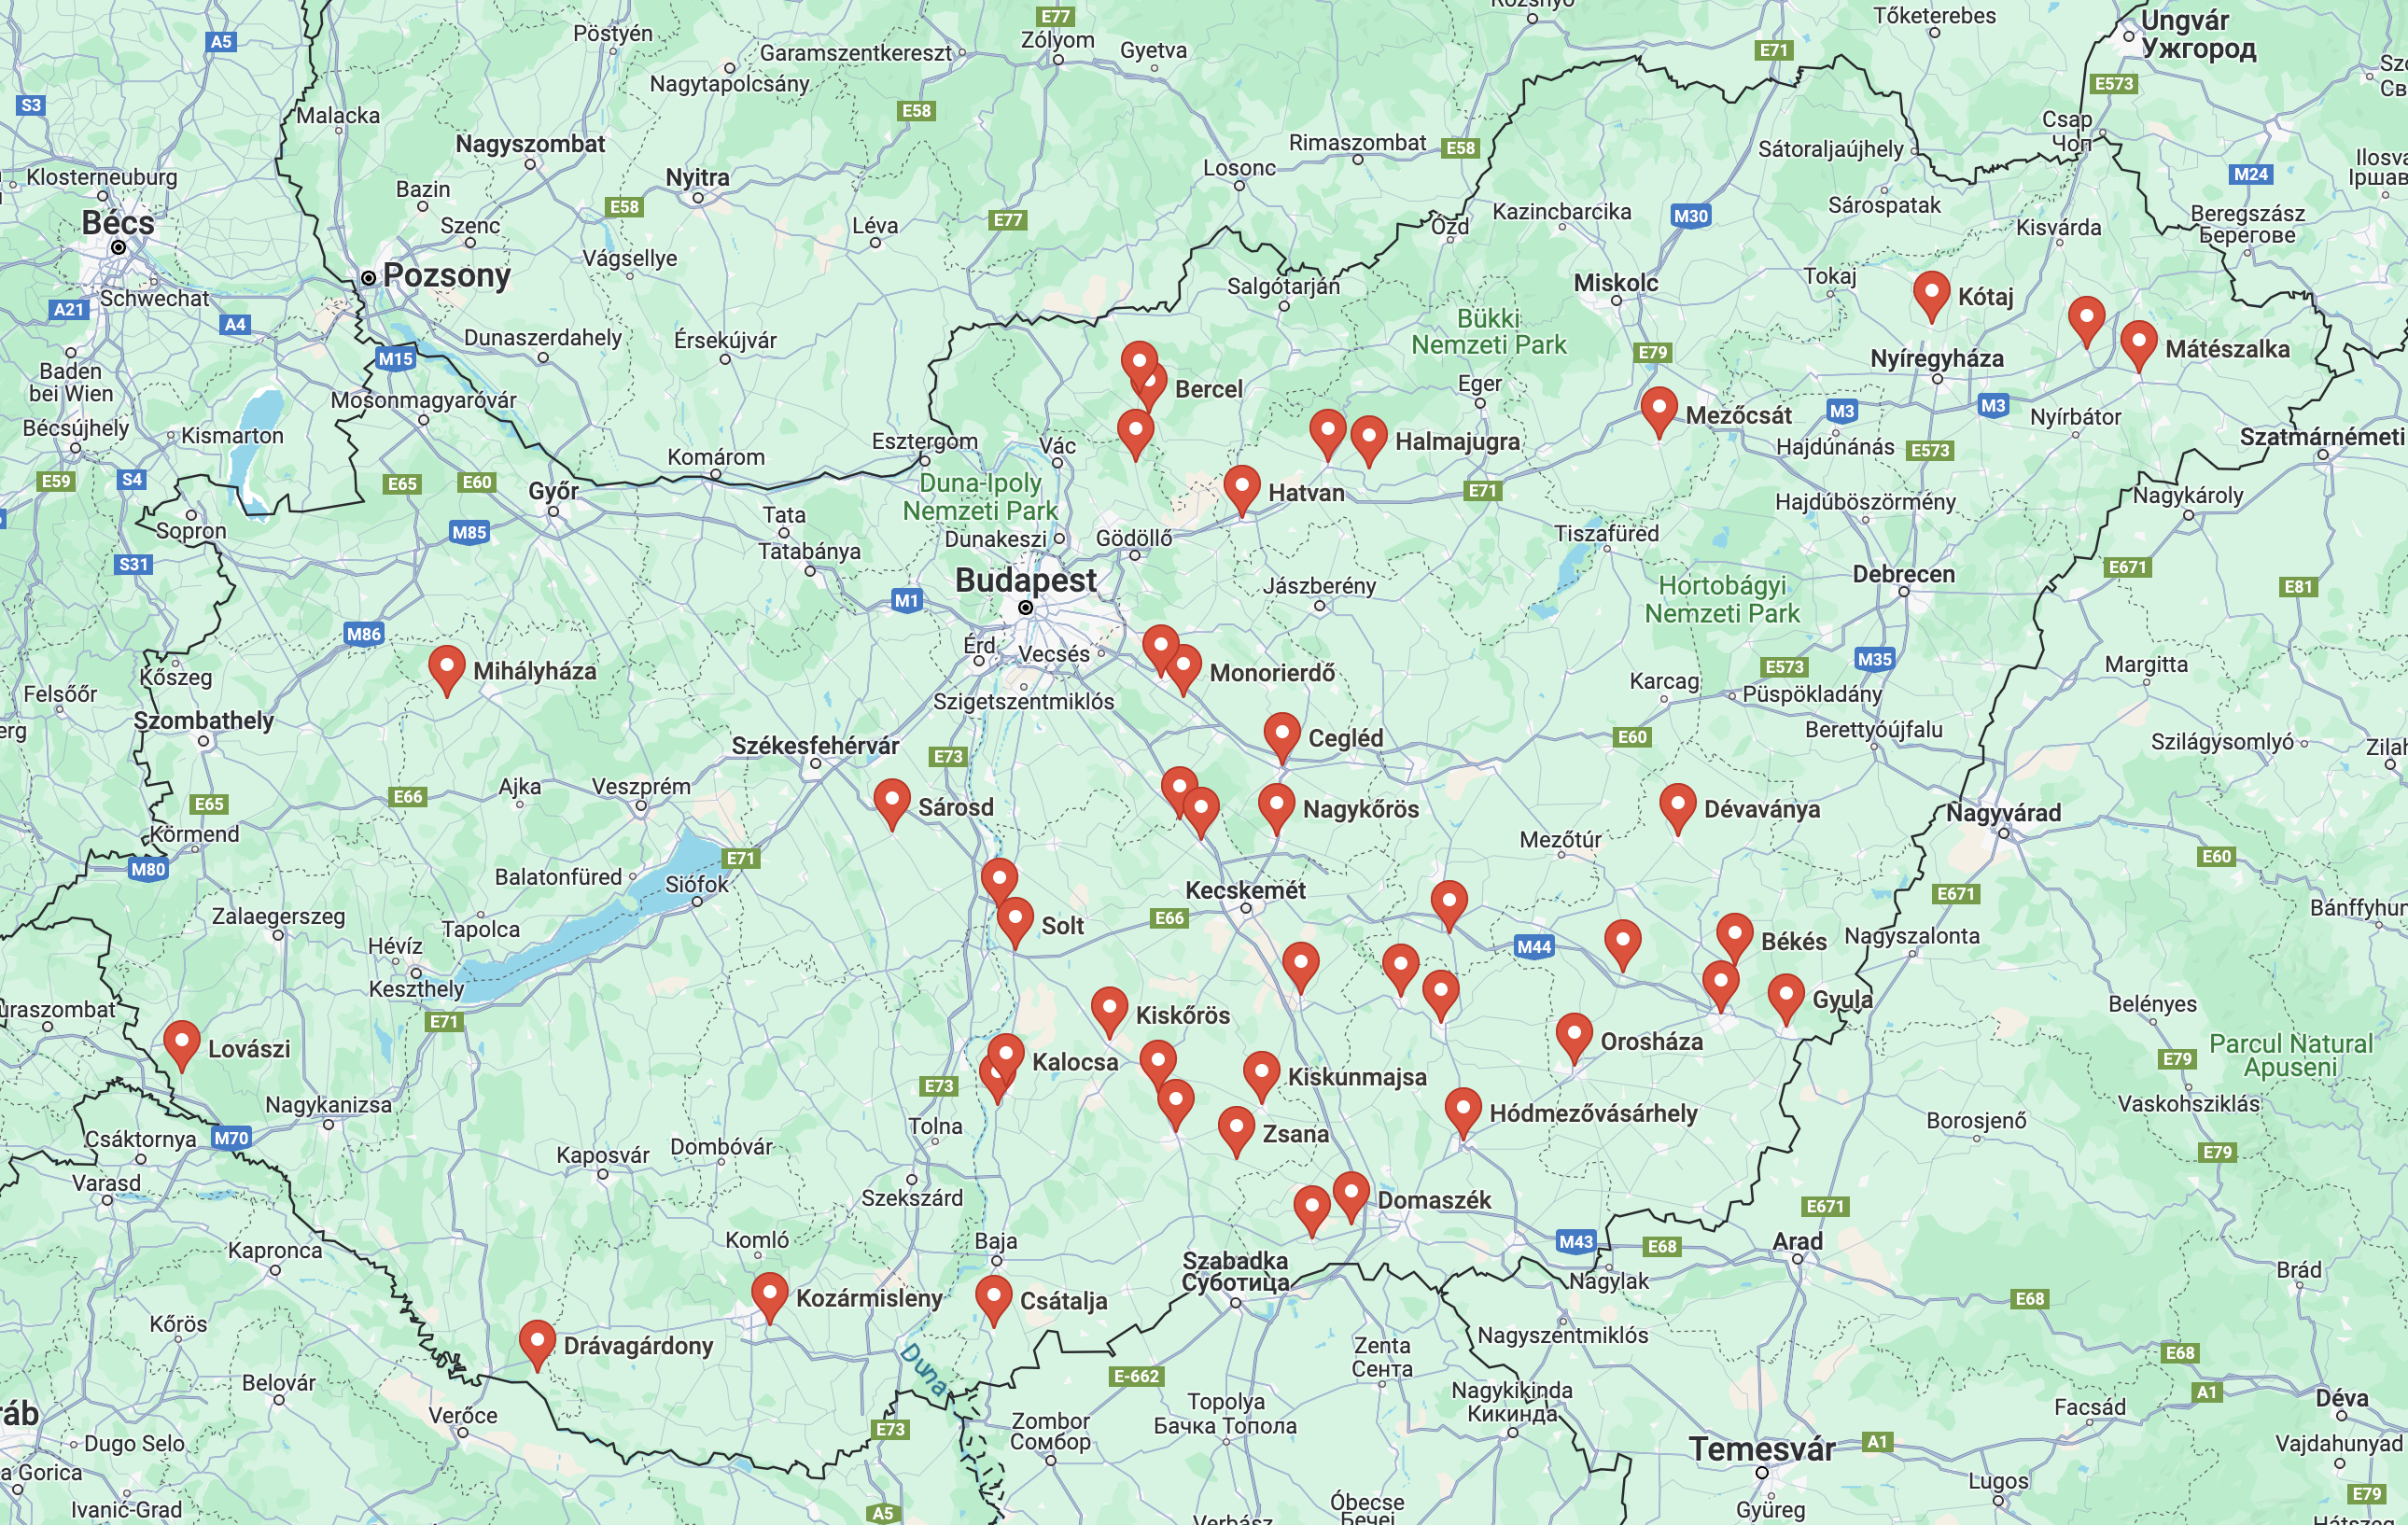 Rozsnyó
Tőketerebes
Ungvár
Ужгород
E77
Pöstyén
Zólyom
A5
Garamszentkereszt
Gyetva
E71
Nagytapolcsány
E573
S3
Malacka
E58
Csap
Чоп
Nagyszombat
Rimaszombat
E58
Sátoraljaújhely
Losonc
M24
Klosterneuburg
Nyitra
Bazin
E58
Sárospatak
Bécs
Szenc
Léva
E77
Kazincbarcika
M30
Ózd
Kisvárda
Beregszász
Берегове
Vágsellye
Pozsony
Salgótarján
Miskolc
Tokaj
Kótaj
Schwechat
A21
A4
Dunaszerdahely
Érsekújvár
Bükki
Nemzeti Park
M15
E79
Nyíregyháza
Mátészalka
Baden
bei Wien
Bercel
Eger
Mosonmagyaróvár
Mezőcsát
M3
M3
Nyírbátor
Bécsújhely
Kismarton
Esztergom
Vác
Halmajugra
Hajdúnánás
E573
Szatmárnémeti
Komárom
E59
S4
E65
E60
Győr
Duna-Ipoly
Nemzeti Park
Hatvan
E71
Hajdúböszörmény
Nagykároly
Sopron
M85
Tata
Dunakeszi
Gödöllő
Tiszafüred
Tatabánya
S31
E671
Budapest
Debrecen
Jászberény
Hortobágyi
Nemzeti Park
E81
M1
M86
Érd
Vecsés
M35
Mihályháza
Monorierdő
E573
Margitta
Kőszeg
Felsőőr
Karcag
Püspökladány
Szigetszentmiklós
Szombathely
Székesfehérvár
E73
Cegléd
E60
Berettyóújfalu
Szilágysomlyó
Ajka
Veszprém
E66
E65
Sárosd
Nagykőrös
Dévaványa
Nagyvárad
Körmend
Mezőtúr
E60
M80
E71
Balatonfüred
Siófok
Kecskemét
E671
Zalaegerszeg
Tapolca
Solt
E66
Hévíz
M44
Békés
Nagyszalonta
Keszthely
Gyula
Belényes
E71
Kiskőrös
Orosháza
Lovászi
Kalocsa
Parcul Natural
Apuseni
E79
Kiskunmajsa
E73
Nagykanizsa
Hódmezővásárhely
Vaskohsziklás
Borosjenő
Csáktornya
M70
Tolna
Zsana
Kaposvár
Dombóvár
E79
Varasd
Szekszárd
Domaszék
E671
Kapronca
Komló
Baja
M43
E68
Arad
Szabadka
Суботица
Nagylak
Brád
Kozármisleny
Csátalja
E68
Kőrös
Nagyszentmiklós
Drávagárdony
Zenta
Сента
Duna
E68
E-662
Belovár
Nagykikinda
Кикинда
A1
Déva
Verőce
Topolya
Бачка Топола
Facsád
Zombor
Сомбор
E73
Dugo Selo
Temesvár
A1
Vajdahunyad
Lugos
E79
Ivanić-Grad
A5
Óbecse
Бечеј
Gyüreg
Verbász